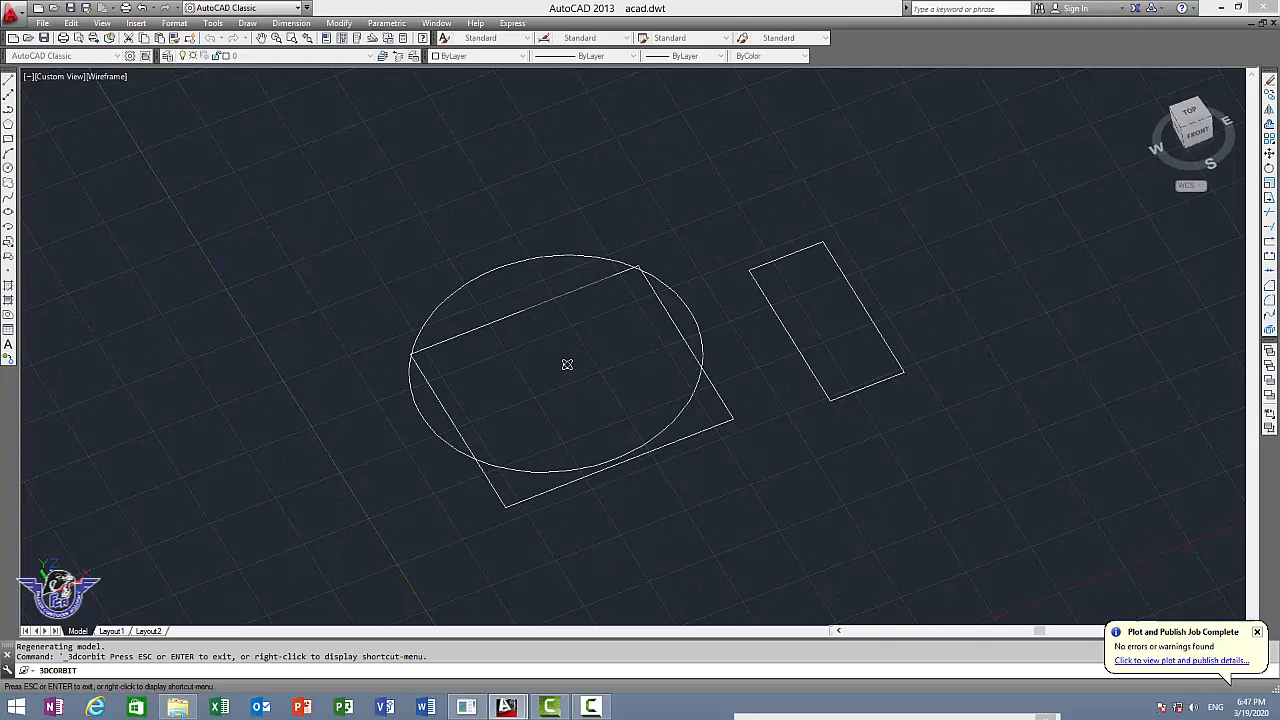 AutoCAD Classic
AutoCAD 2013 acad.dwt
Type a keyword or phrase
Sign In
File Edit View Insert Format Tools Draw Dimension Modify Parametric Window Help Express
Standard Standard Standard Standard
AutoCAD Classic
0
ByLayer ByLayer ByLayer ByColor
[−][Custom View][Wireframe]
TOP
FRONT
W
E
S
WCS
Y Z X
Model Layout1 Layout2
Regenerating model.
Command: '_3dcorbit Press ESC or ENTER to exit, or right-click to display shortcut-menu.
3DCORBIT
Press ESC or ENTER to exit, or right-click to display shortcut-menu.
Plot and Publish Job Complete
No errors or warnings found
Click to view plot and publish details...
ENG
6:47 PM
3/19/2020